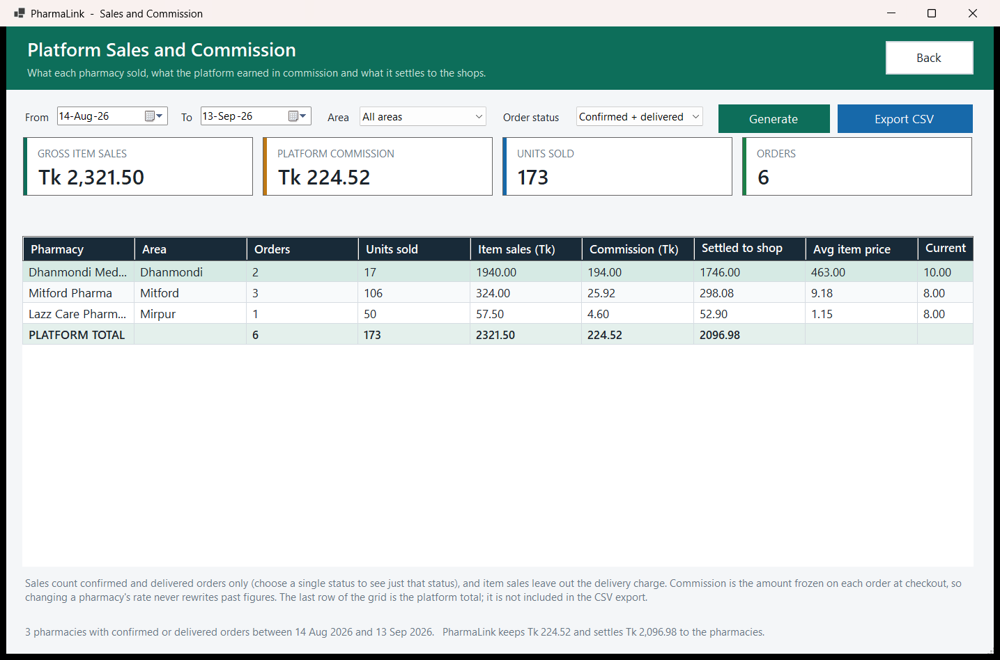 PharmaLink - Sales and Commission
Platform Sales and Commission
What each pharmacy sold, what the platform earned in commission and what it settles to the shops.
Back
From 14-Aug-26 To 13-Sep-26 Area All areas Order status Confirmed + delivered Generate Export CSV
GROSS ITEM SALES PLATFORM COMMISSION UNITS SOLD ORDERS
Tk 2,321.50 Tk 224.52 173 6
Pharmacy Area Orders Units sold Item sales (Tk) Commission (Tk) Settled to shop Avg item price Current
Dhanmondi Med... Dhanmondi 2 17 1940.00 194.00 1746.00 463.00 10.00
Mitford Pharma Mitford 3 106 324.00 25.92 298.08 9.18 8.00
Lazz Care Pharm... Mirpur 1 50 57.50 4.60 52.90 1.15 8.00
PLATFORM TOTAL 6 173 2321.50 224.52 2096.98
Sales count confirmed and delivered orders only (choose a single status to see just that status), and item sales leave out the delivery charge. Commission is the amount frozen on each order at checkout, so
changing a pharmacy's rate never rewrites past figures. The last row of the grid is the platform total; it is not included in the CSV export.
3 pharmacies with confirmed or delivered orders between 14 Aug 2026 and 13 Sep 2026. PharmaLink keeps Tk 224.52 and settles Tk 2,096.98 to the pharmacies.